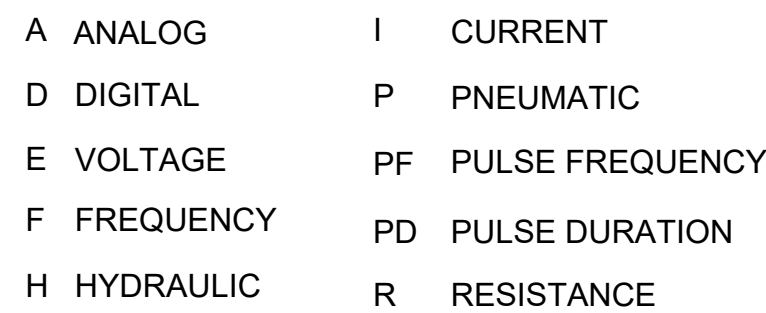 A ANALOG
D DIGITAL
E VOLTAGE
F FREQUENCY
H HYDRAULIC
I CURRENT
P PNEUMATIC
PF PULSE FREQUENCY
PD PULSE DURATION
R RESISTANCE